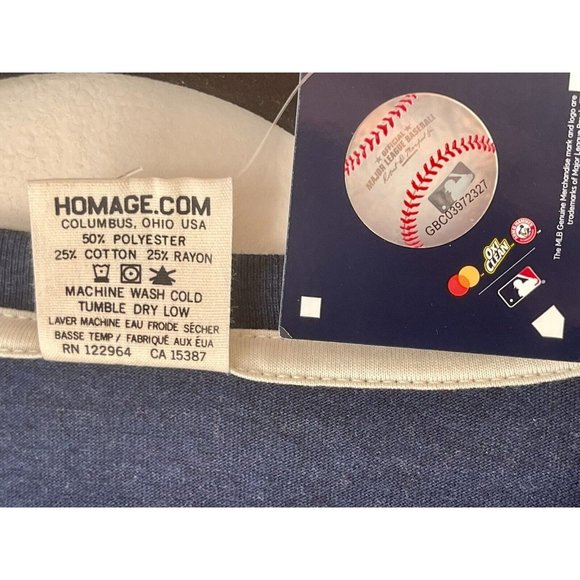 HOMAGE.COM
COLUMBUS, OHIO USA
50% POLYESTER
25% COTTON 25% RAYON
MACHINE WASH COLD
TUMBLE DRY LOW
LAVER MACHINE EAU FROIDE SÉCHER
BASSE TEMP/ FABRIQUÉ AUX ÉUA
RN 122964 CA 15387
OFFICIAL
MAJOR LEAGUE BASEBALL
GBC03972327
OXI
CLEAN
The MLB Genuine Merchandise mark and logo are
trademarks of Major League